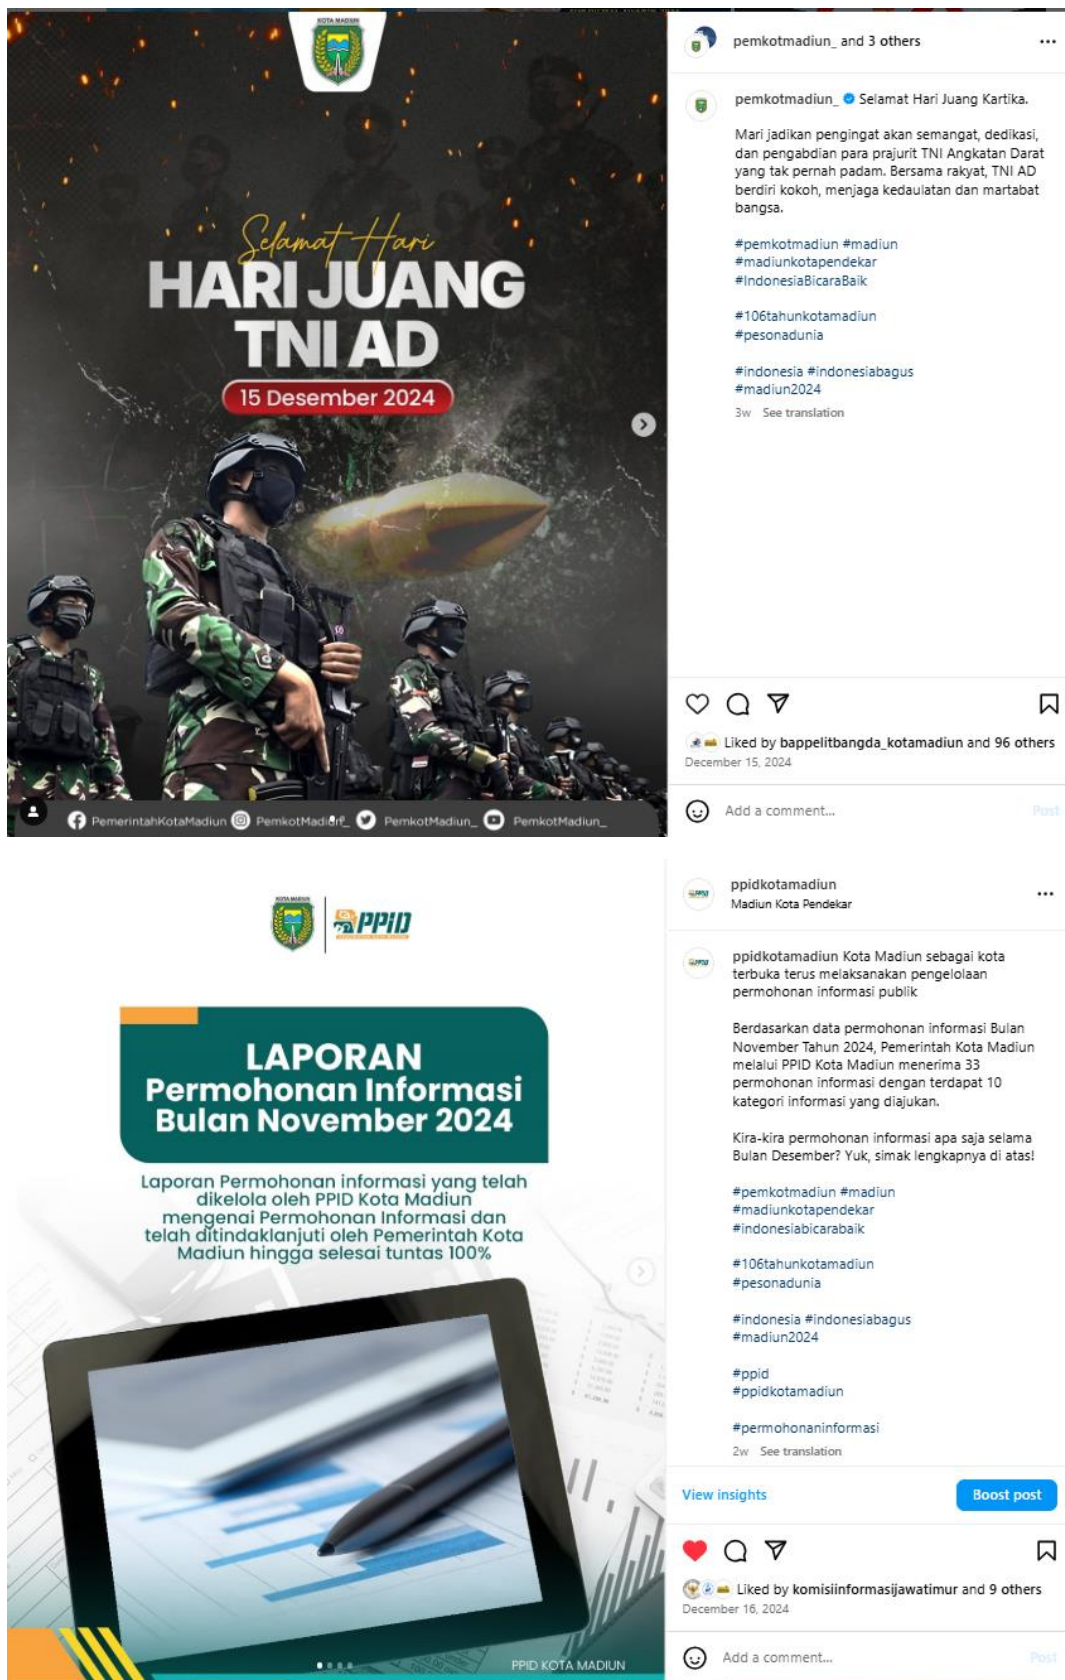 KOTA MADIUN
Selamat Hari
HARI JUANG
TNI AD
15 Desember 2024
PemerintahKotaMadiun PemkotMadiun_ PemkotMadiun_ PemkotMadiun_
pemkotmadiun_ and 3 others
pemkotmadiun_ Selamat Hari Juang Kartika.
Mari jadikan pengingat akan semangat, dedikasi,
dan pengabdian para prajurit TNI Angkatan Darat
yang tak pernah padam. Bersama rakyat, TNI AD
berdiri kokoh, menjaga kedaulatan dan martabat
bangsa.
#pemkotmadiun #madiun
#madiunkotapendekar
#IndonesiaBicaraBaik
#106tahunkotamadiun
#pesonadunia
#indonesia #indonesiabagus
#madiun2024
3w See translation
Liked by bappelitbangda_kotamadiun and 96 others
December 15, 2024
Add a comment...
Post
KOTA MADIUN
PPID
LAPORAN
Permohonan Informasi
Bulan November 2024
Laporan Permohonan informasi yang telah
dikelola oleh PPID Kota Madiun
mengenai Permohonan Informasi dan
telah ditindaklanjuti oleh Pemerintah Kota
Madiun hingga selesai tuntas 100%
PPID KOTA MADIUN
ppidkotamadiun
Madiun Kota Pendekar
ppidkotamadiun Kota Madiun sebagai kota
terbuka terus melaksanakan pengelolaan
permohonan informasi publik
Berdasarkan data permohonan informasi Bulan
November Tahun 2024, Pemerintah Kota Madiun
melalui PPID Kota Madiun menerima 33
permohonan informasi dengan terdapat 10
kategori informasi yang diajukan.
Kira-kira permohonan informasi apa saja selama
Bulan Desember? Yuk, simak lengkapnya di atas!
#pemkotmadiun #madiun
#madiunkotapendekar
#indonesiabicarabaik
#106tahunkotamadiun
#pesonadunia
#indonesia #indonesiabagus
#madiun2024
#ppid
#ppidkotamadiun
#permohonaninformasi
2w See translation
View insights
Boost post
Liked by komisiinformasijawatimur and 9 others
December 16, 2024
Add a comment...
Post